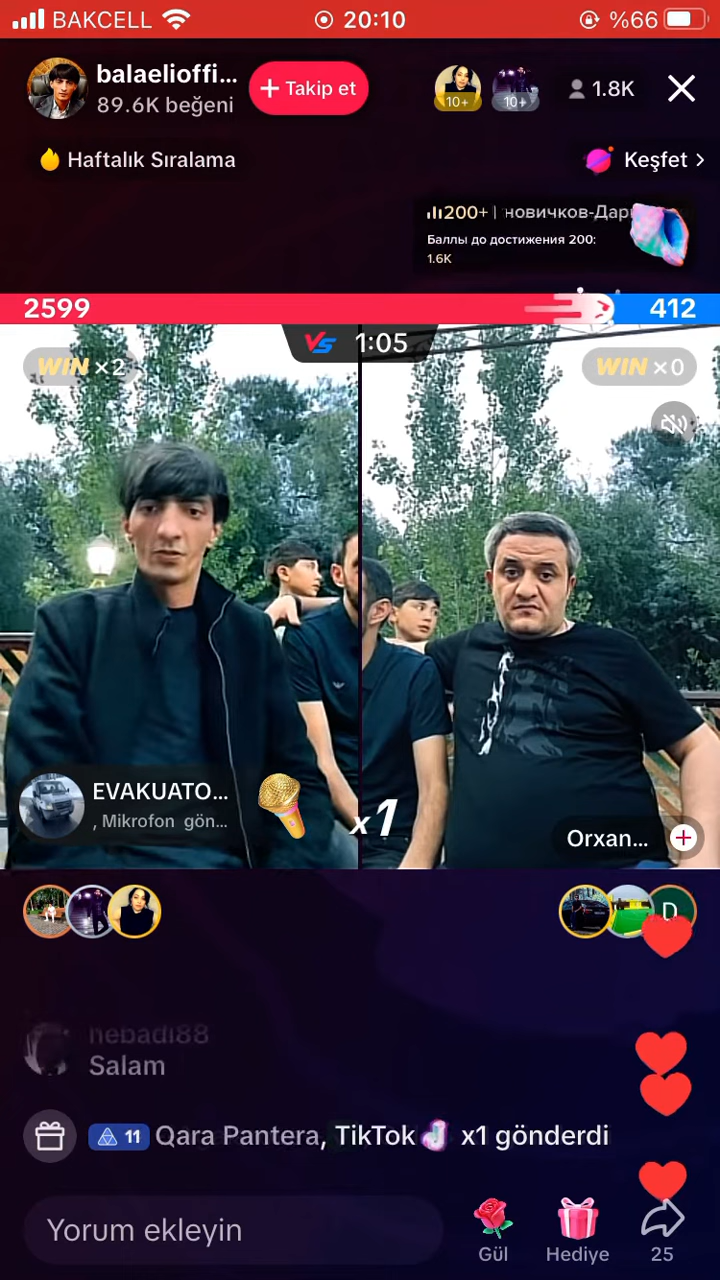 BAKCELL 20:10 %66
balaelioffi... + Takip et 10+ 10+ 1.8K
89.6K beğeni
Haftalık Sıralama Keşfet >
200+ | новичков-Дар
Баллы до достижения 200:
1.6K
2599 412
VS 1:05
WIN ×2 WIN ×0
EVAKUATO...
, Mikrofon gön...
x1
Orxan... +
D
nebadi88
Salam
11 Qara Pantera, TikTok x1 gönderdi
Yorum ekleyin
Gül Hediye 25